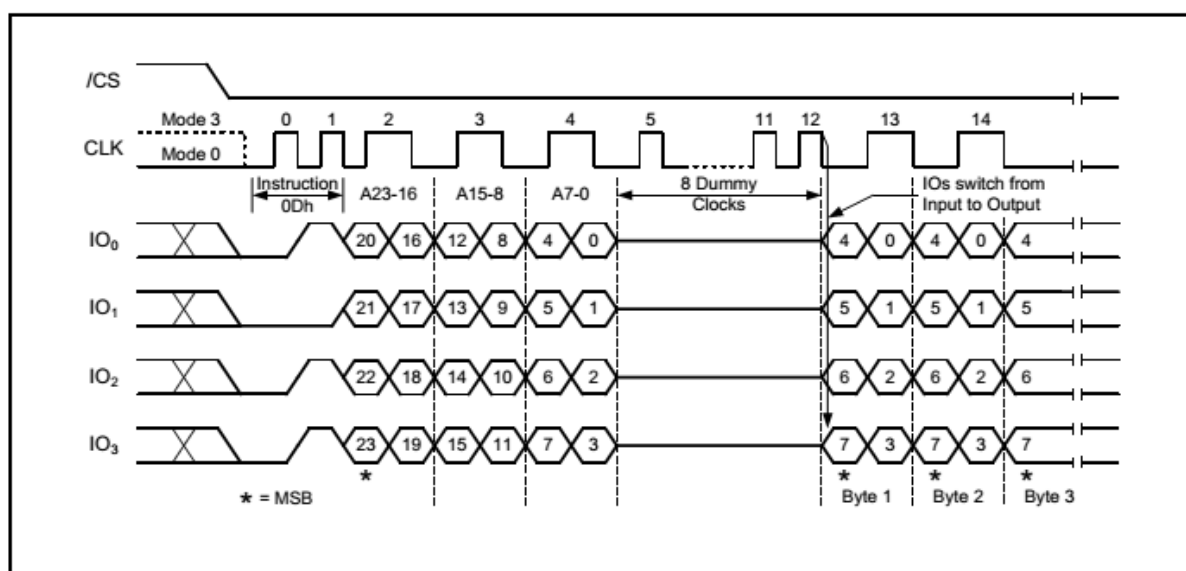 /CS
Mode 3 0 1 2 3 4 5 11 12 13 14
CLK
Mode 0
Instruction
0Dh
A23-16 A15-8 A7-0
8 Dummy
Clocks
IOs switch from
Input to Output
IO0 20 16 12 8 4 0 4 0 4 0 4
IO1 21 17 13 9 5 1 5 1 5 1 5
IO2 22 18 14 10 6 2 6 2 6 2 6
IO3 23 19 15 11 7 3 7 3 7 3 7
* * * *
* = MSB
Byte 1 Byte 2 Byte 3